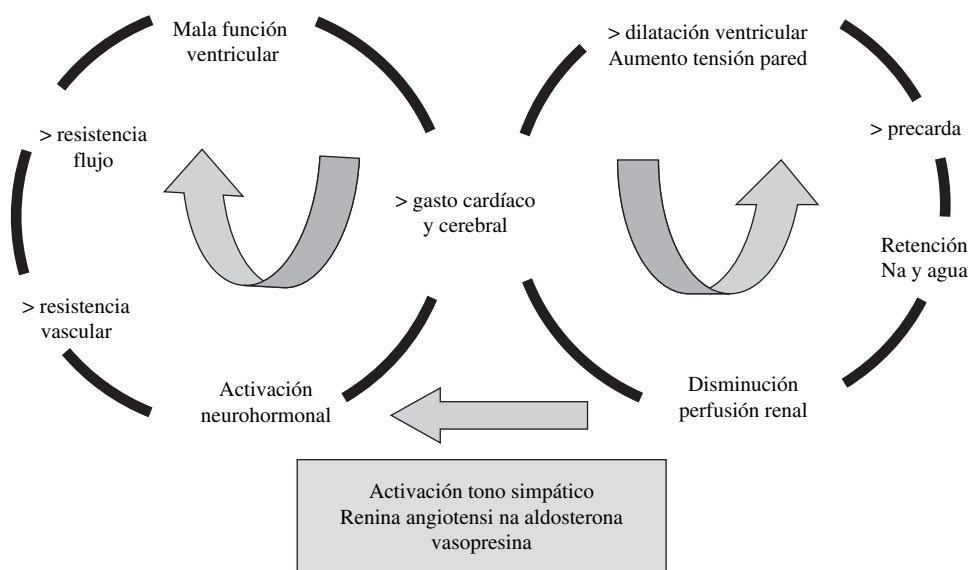 Mala función
ventricular
> dilatación ventricular
Aumento tensión pared
> resistencia
flujo
> precarda
> gasto cardíaco
y cerebral
Retención
Na y agua
> resistencia
vascular
Activación
neurohormonal
Disminución
perfusión renal
Activación tono simpático
Renina angiotensi na aldosterona
vasopresina